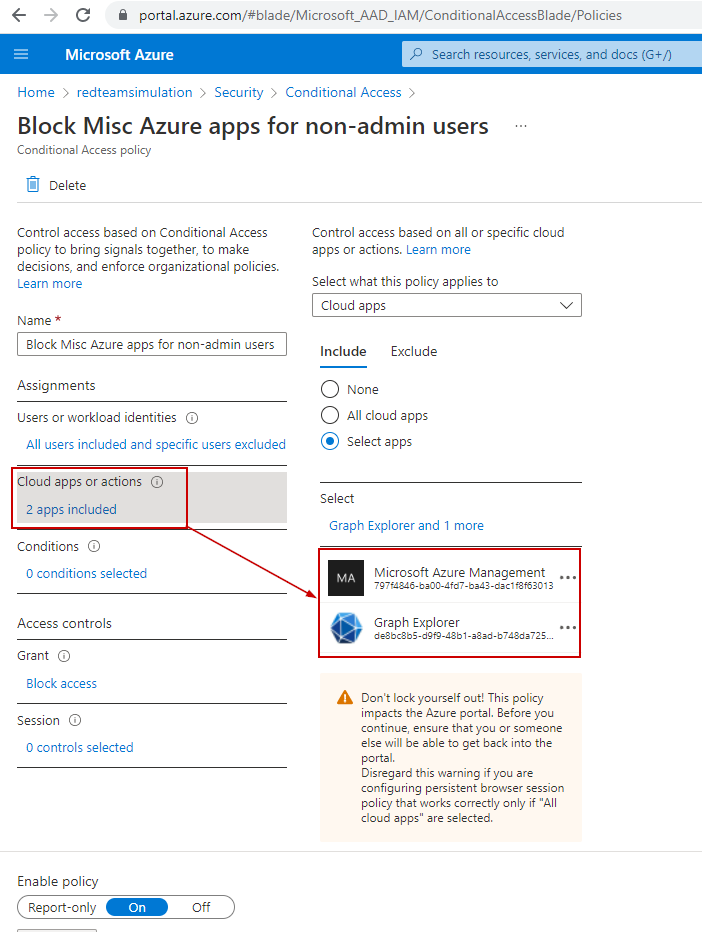 portal.azure.com/#blade/Microsoft_AAD_IAM/ConditionalAccessBlade/Policies
Microsoft Azure
Search resources, services, and docs (G+/)
Home > redteamsimulation > Security > Conditional Access >
Block Misc Azure apps for non-admin users ...
Conditional Access policy
Delete
Control access based on Conditional Access
policy to bring signals together, to make
decisions, and enforce organizational policies.
Learn more
Name *
Block Misc Azure apps for non-admin users
Assignments
Users or workload identities
All users included and specific users excluded
Cloud apps or actions
2 apps included
Conditions
0 conditions selected
Access controls
Grant
Block access
Session
0 controls selected
Control access based on all or specific cloud
apps or actions. Learn more
Select what this policy applies to
Cloud apps
Include Exclude
None
All cloud apps
Select apps
Select
Graph Explorer and 1 more
MA
Microsoft Azure Management
797f4846-ba00-4fd7-ba43-dac1f8f63013
Graph Explorer
de8bc8b5-d9f9-48b1-a8ad-b748da725...
Don't lock yourself out! This policy
impacts the Azure portal. Before you
continue, ensure that you or someone
else will be able to get back into the
portal.
Disregard this warning if you are
configuring persistent browser session
policy that works correctly only if "All
cloud apps" are selected.
Enable policy
Report-only On Off